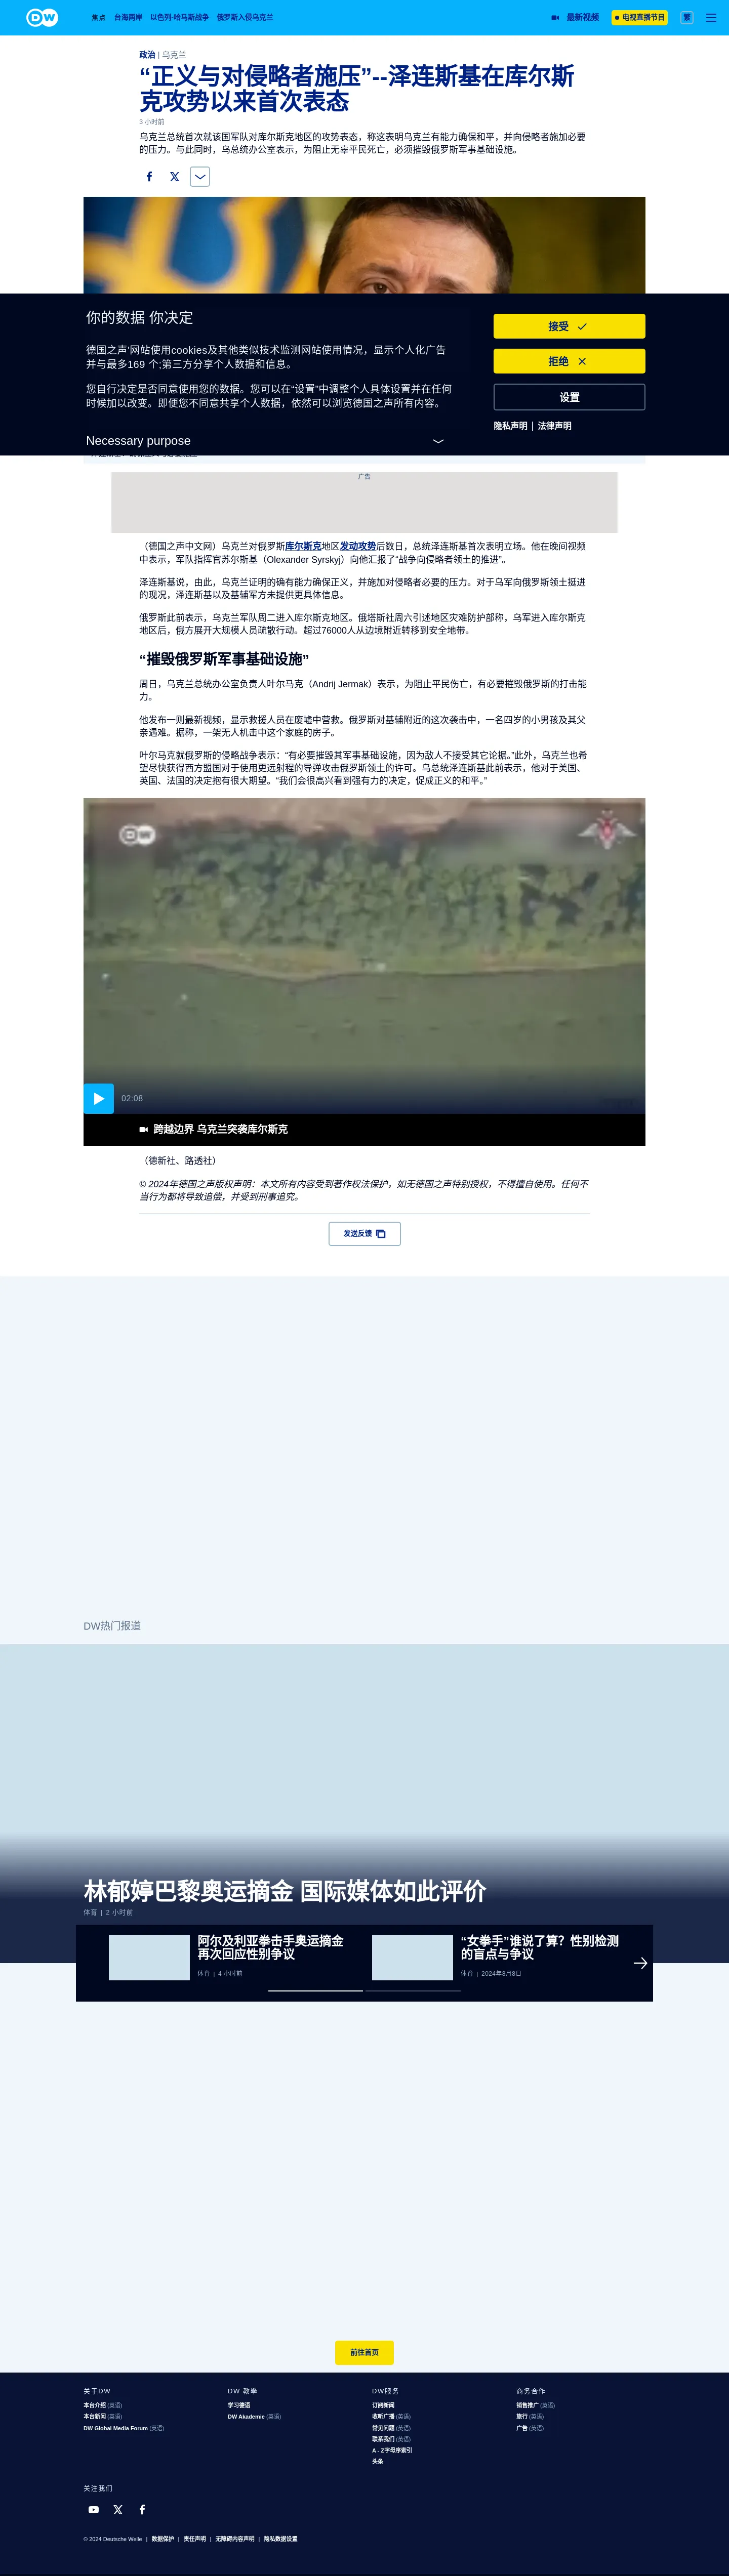 DW 焦点 台海两岸 以色列-哈马斯战争 俄罗斯入侵乌克兰 最新视频 电视直播节目 繁
政治 | 乌克兰
“正义与对侵略者施压”--泽连斯基在库尔斯
克攻势以来首次表态
3 小时前
乌克兰总统首次就该国军队对库尔斯克地区的攻势表态，称这表明乌克兰有能力确保和平，并向侵略者施加必要
的压力。与此同时，乌总统办公室表示，为阻止无辜平民死亡，必须摧毁俄罗斯军事基础设施。
你的数据 你决定
德国之声'网站使用cookies及其他类似技术监测网站使用情况，显示个人化广告
并与最多169 个;第三方分享个人数据和信息。
您自行决定是否同意使用您的数据。您可以在“设置”中调整个人具体设置并在任何
时候加以改变。即便您不同意共享个人数据，依然可以浏览德国之声所有内容。
Necessary purpose
接受
拒绝
设置
隐私声明 | 法律声明
广告
（德国之声中文网）乌克兰对俄罗斯库尔斯克地区发动攻势后数日，总统泽连斯基首次表明立场。他在晚间视频
中表示，军队指挥官苏尔斯基（Olexander Syrskyj）向他汇报了“战争向侵略者领土的推进”。
泽连斯基说，由此，乌克兰证明的确有能力确保正义，并施加对侵略者必要的压力。对于乌军向俄罗斯领土挺进
的现况，泽连斯基以及基辅军方未提供更具体信息。
俄罗斯此前表示，乌克兰军队周二进入库尔斯克地区。俄塔斯社周六引述地区灾难防护部称，乌军进入库尔斯克
地区后，俄方展开大规模人员疏散行动。超过76000人从边境附近转移到安全地带。
“摧毁俄罗斯军事基础设施”
周日，乌克兰总统办公室负责人叶尔马克（Andrij Jermak）表示，为阻止平民伤亡，有必要摧毁俄罗斯的打击能
力。
他发布一则最新视频，显示救援人员在废墟中营救。俄罗斯对基辅附近的这次袭击中，一名四岁的小男孩及其父
亲遇难。据称，一架无人机击中这个家庭的房子。
叶尔马克就俄罗斯的侵略战争表示：“有必要摧毁其军事基础设施，因为敌人不接受其它论据。”此外，乌克兰也希
望尽快获得西方盟国对于使用更远射程的导弹攻击俄罗斯领土的许可。乌总统泽连斯基此前表示，他对于美国、
英国、法国的决定抱有很大期望。“我们会很高兴看到强有力的决定，促成正义的和平。”
DW
02:08
跨越边界 乌克兰突袭库尔斯克
（德新社、路透社）
© 2024年德国之声版权声明：本文所有内容受到著作权法保护，如无德国之声特别授权，不得擅自使用。任何不
当行为都将导致追偿，并受到刑事追究。
发送反馈
DW热门报道
林郁婷巴黎奥运摘金 国际媒体如此评价
体育 | 2 小时前
阿尔及利亚拳击手奥运摘金
再次回应性别争议
体育 | 4 小时前
“女拳手”谁说了算？性别检测
的盲点与争议
体育 | 2024年8月8日
前往首页
关于DW
本台介绍 (英语)
本台新闻 (英语)
DW Global Media Forum (英语)
DW 教學
学习德语
DW Akademie (英语)
DW服务
订阅新闻
收听广播 (英语)
常见问题 (英语)
联系我们 (英语)
A - Z字母序索引
头条
商务合作
销售推广 (英语)
旅行 (英语)
广告 (英语)
关注我们
© 2024 Deutsche Welle | 数据保护 | 责任声明 | 无障碍内容声明 | 隐私数据设置